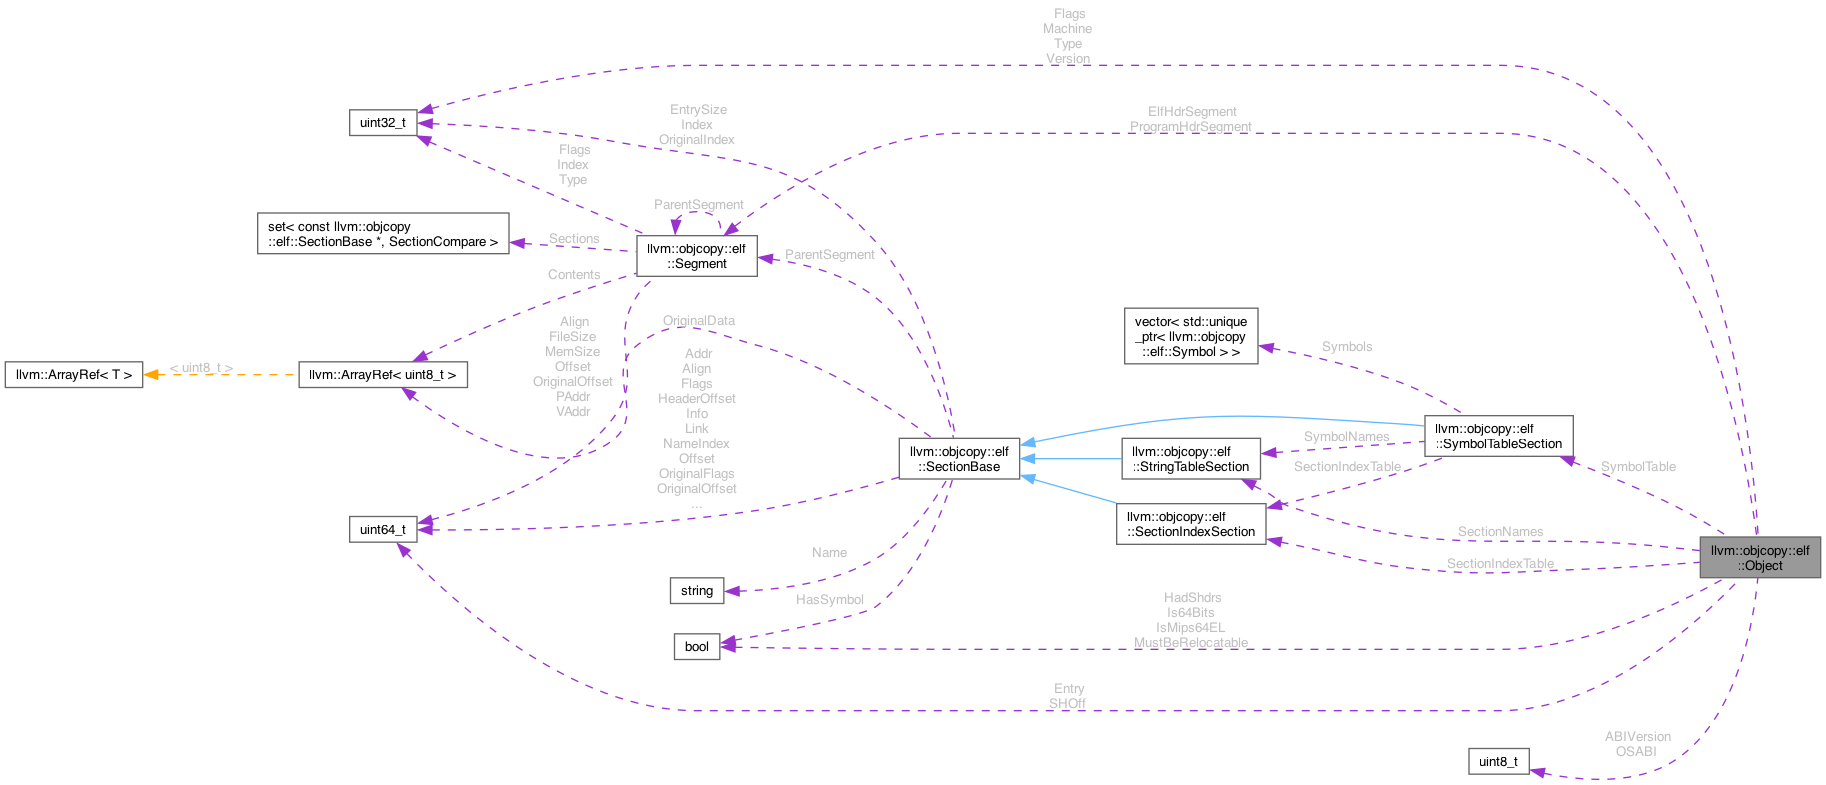 Flags
Machine
Type
Version
EntrySize
Index
OriginalIndex
ElfHdrSegment
ProgramHdrSegment
uint32_t
Flags
Index
Type
ParentSegment
set< const llvm::objcopy
::elf::SectionBase *, SectionCompare >
Sections
llvm::objcopy::elf
::Segment
ParentSegment
Contents
OriginalData
Align
FileSize
MemSize
Offset
OriginalOffset
PAddr
VAddr
vector< std::unique
_ptr< llvm::objcopy
::elf::Symbol > >
Symbols
llvm::ArrayRef< T >
< uint8_t >
llvm::ArrayRef< uint8_t >
Addr
Align
Flags
HeaderOffset
Info
Link
NameIndex
Offset
OriginalFlags
OriginalOffset
...
llvm::objcopy::elf
::SectionBase
llvm::objcopy::elf
::StringTableSection
SymbolNames
SectionIndexTable
llvm::objcopy::elf
::SymbolTableSection
SymbolTable
llvm::objcopy::elf
::SectionIndexSection
uint64_t
SectionNames
SectionIndexTable
llvm::objcopy::elf
::Object
Name
string
HasSymbol
bool
HadShdrs
Is64Bits
IsMips64EL
MustBeRelocatable
Entry
SHOff
ABIVersion
OSABI
uint8_t